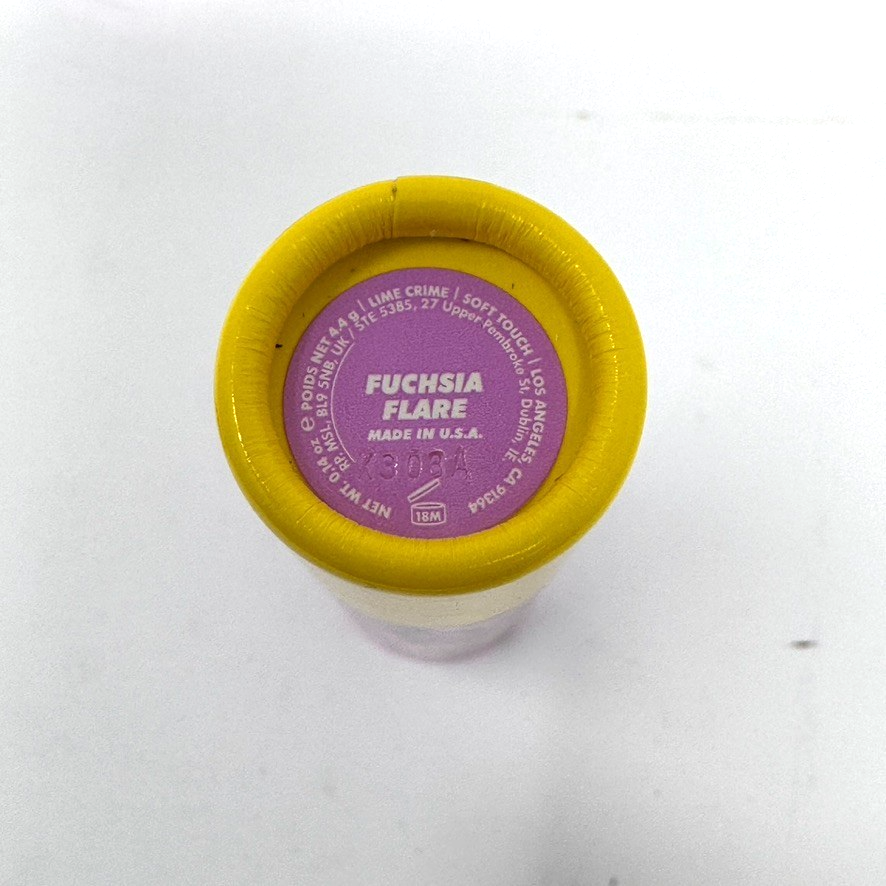 NET WT. 0.14 oz e POIDS NET 4.4 g | LIME CRIME | SOFT TOUCH | LOS ANGELES, CA 91364
RP, MSL, BL9 5NB, UK / STE 5385, 27 Upper Pembroke St, Dublin, IE
FUCHSIA
FLARE
MADE IN U.S.A.
303A
18M